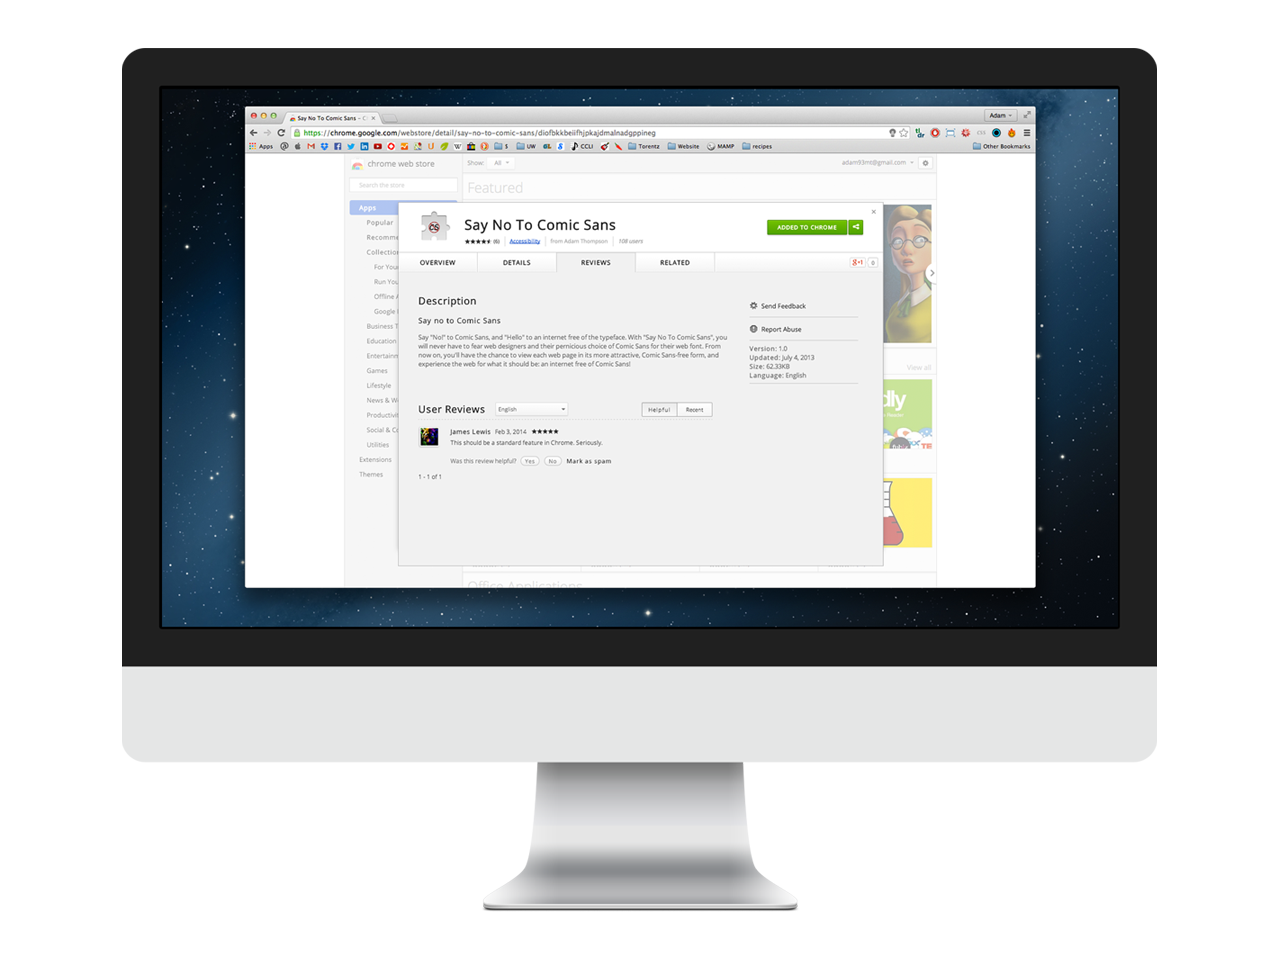 Say No To Comic Sans - C
Adam
https://chrome.google.com/webstore/detail/say-no-to-comic-sans/diofbkkbeiifhjpkajdmalnadgppineg
Apps
$
UW
CCLI
Torentz
Website
MAMP
recipes
Other Bookmarks
chrome web store
Show: All
adam93mt@gmail.com
Search the store
Featured
Apps
Popular
Recomme
Collection
For You
Run You
Offline A
Google
Business T
Education
Entertainm
Games
Lifestyle
News & W
Productivit
Social & Co
Utilities
Extensions
Themes
CS
Say No To Comic Sans
(6) Accessibility from Adam Thompson 108 users
ADDED TO CHROME
OVERVIEW DETAILS REVIEWS RELATED
g+1 0
Description
Say no to Comic Sans
Say "No!" to Comic Sans, and "Hello" to an internet free of the typeface. With "Say No To Comic Sans", you
will never have to fear web designers and their pernicious choice of Comic Sans for their web font. From
now on, you'll have the chance to view each web page in its more attractive, Comic Sans-free form, and
experience the web for what it should be: an internet free of Comic Sans!
Send Feedback
Report Abuse
Version: 1.0
Updated: July 4, 2013
Size: 62.33KB
Language: English
User Reviews English Helpful Recent
James Lewis Feb 3, 2014
This should be a standard feature in Chrome. Seriously.
Was this review helpful? Yes No Mark as spam
1 - 1 of 1
View all
dly
Office Applications